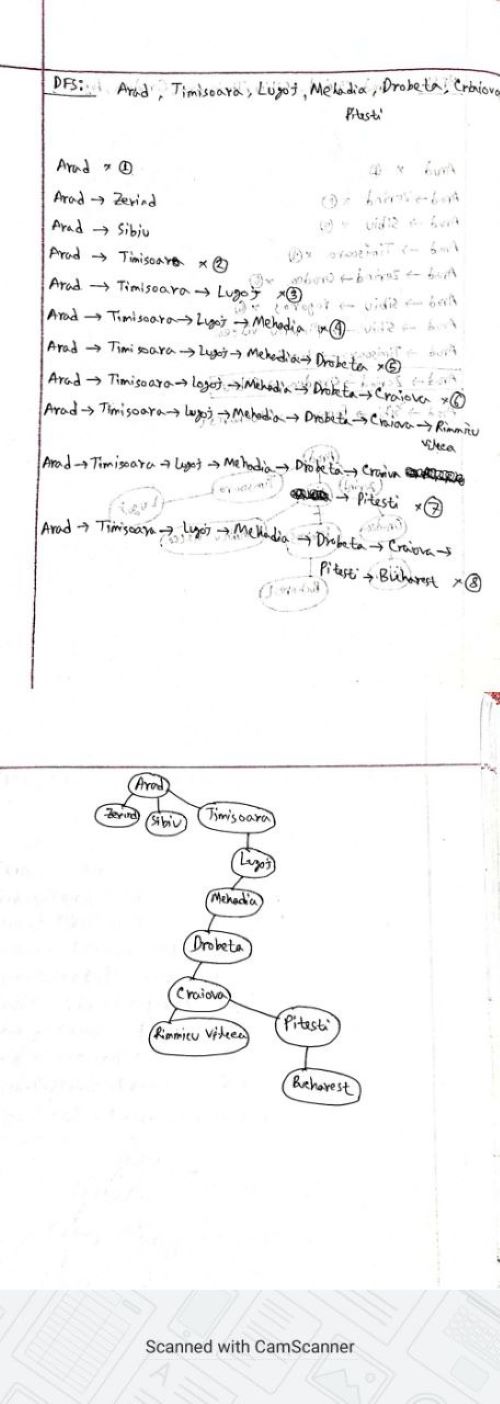 DFS: Arad, Timisoara, Lugoj, Mehadia, Drobeta, Craiova
Pitesti
Arad × ①
Arad → Zerind
Arad → Sibiu
Arad → Timisoara × ②
Arad → Timisoara → Lugoj × ③
Arad → Timisoara → Lugoj → Mehadia × ④
Arad → Timisoara → Lugoj → Mehadia → Drobeta × ⑤
Arad → Timisoara → Logoj → Mehadia → Drobeta → Craiova × ⑥
Arad → Timisoara → Lugoj → Mehadia → Drobeta → Craiova → Rimmicu
Vilcea
Arad → Timisoara → Lugoj → Mehadia → Drobeta → Craniva
→ Pitesti × ⑦
Arad → Timisoara → Lugoj → Mehadia → Drobeta → Craiova →
Pitesti → Bucharest × ⑧
Arad
Zerind
Sibiu
Timisoara
Lugoj
Mehadia
Drobeta
Craiova
Rimmicu Vilcea
Pitesti
Bucharest
Scanned with CamScanner